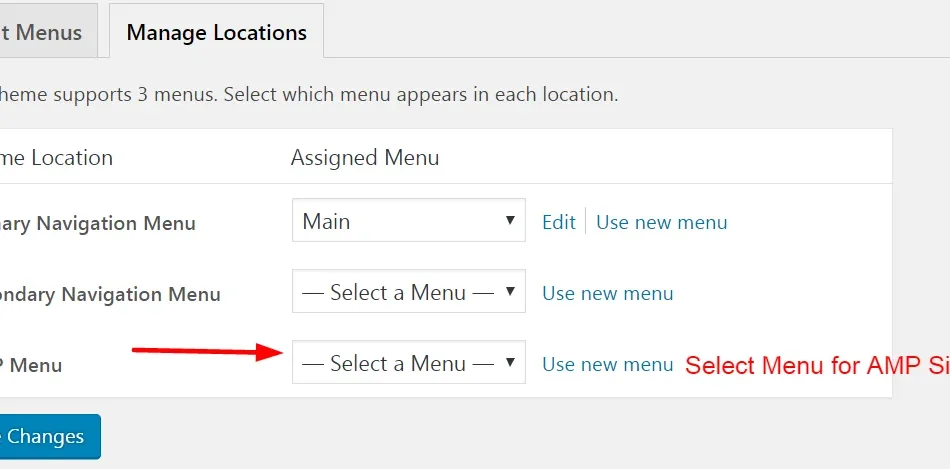 t Menus Manage Locations
heme supports 3 menus. Select which menu appears in each location.
me Location Assigned Menu
ary Navigation Menu Main Edit Use new menu
ondary Navigation Menu — Select a Menu — Use new menu
P Menu — Select a Menu — Use new menu Select Menu for AMP Si
Changes